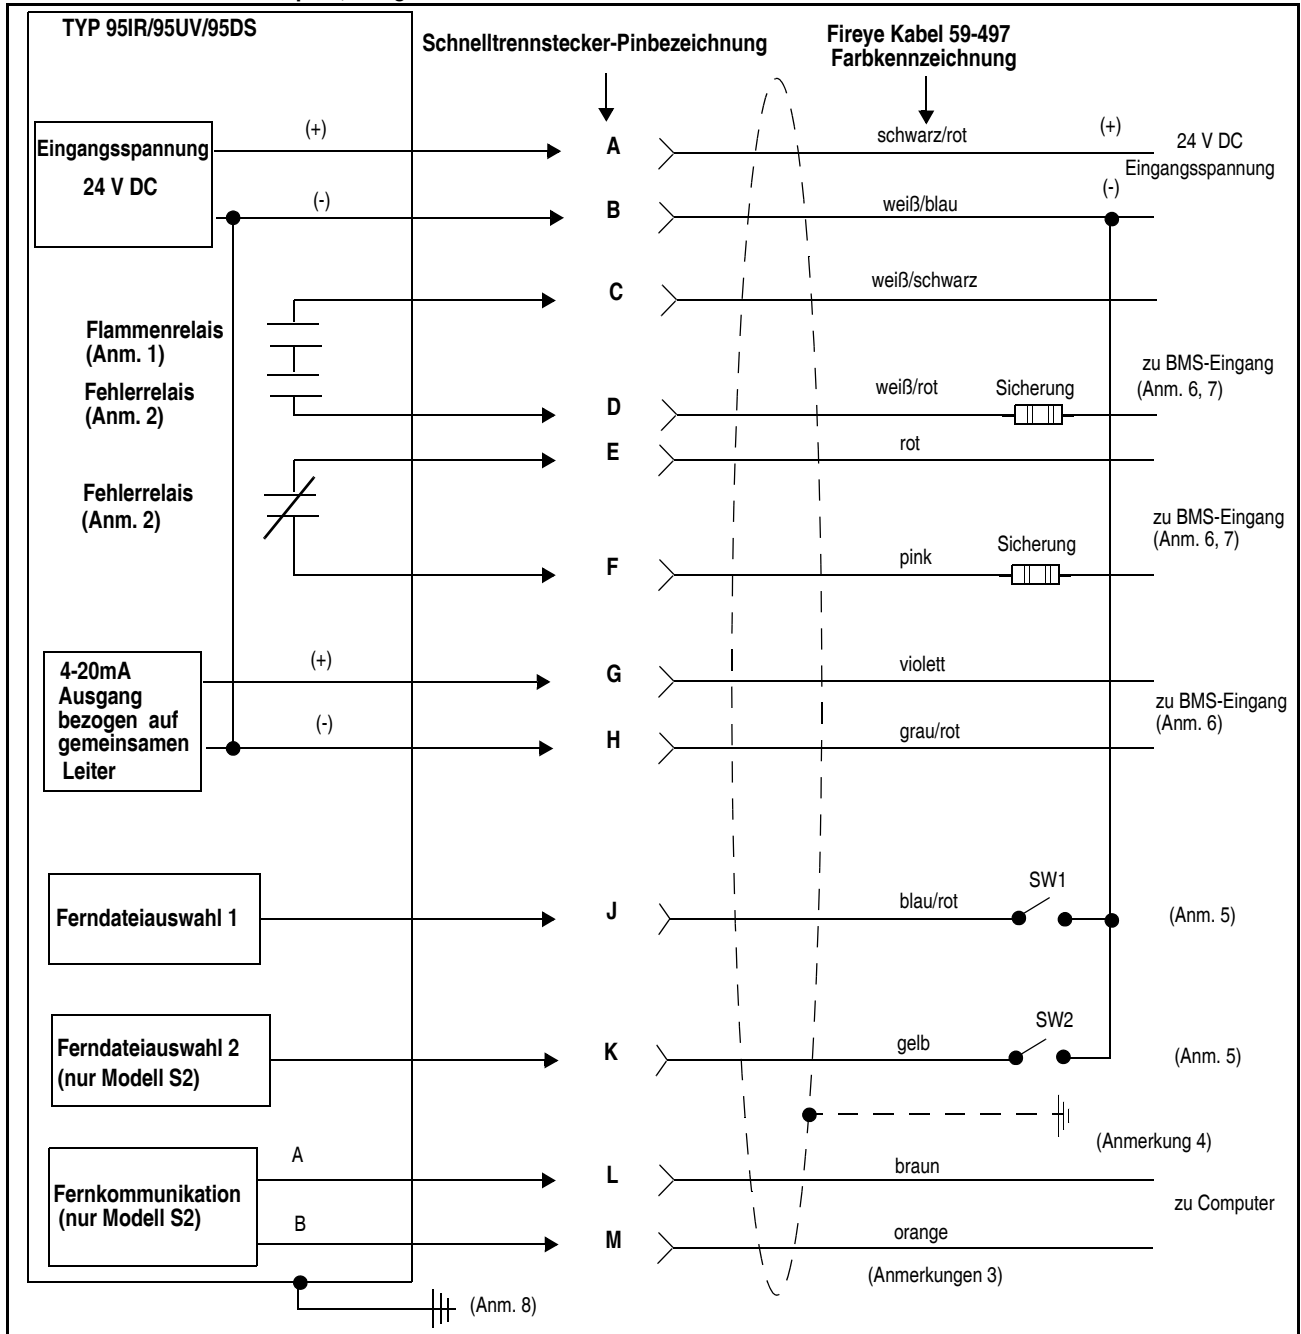 TYP 95IR/95UV/95DS
Schnelltrennstecker-Pinbezeichnung
Fireye Kabel 59-497
Farbkennzeichnung
Eingangsspannung
24 V DC
(+)
A
schwarz/rot
(+)
24 V DC
Eingangsspannung
(-)
B
weiß/blau
(-)
C
weiß/schwarz
Flammenrelais
(Anm. 1)
Fehlerrelais
(Anm. 2)
D
weiß/rot
Sicherung
zu BMS-Eingang
(Anm. 6, 7)
E
rot
Fehlerrelais
(Anm. 2)
F
pink
Sicherung
zu BMS-Eingang
(Anm. 6, 7)
4-20mA
Ausgang
bezogen auf
gemeinsamen
Leiter
(+)
G
violett
(-)
H
grau/rot
zu BMS-Eingang
(Anm. 6)
Ferndateiauswahl 1
J
blau/rot
SW1
(Anm. 5)
Ferndateiauswahl 2
(nur Modell S2)
K
gelb
SW2
(Anm. 5)
(Anmerkung 4)
Fernkommunikation
(nur Modell S2)
A
L
braun
B
M
orange
zu Computer
(Anmerkungen 3)
(Anm. 8)